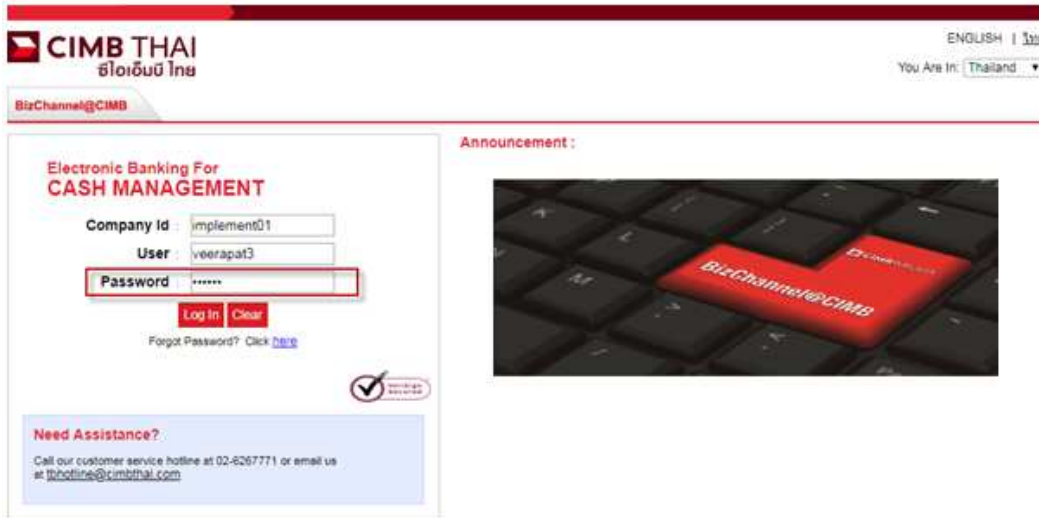 CIMB THAI
ซีไอเอ็มบี ไทย
ENGLISH | ไทย
You Are In: Thailand
BizChannel@CIMB
Electronic Banking For
CASH MANAGEMENT
Company Id : implement01
User : veerapat3
Password : ••••••
Log In Clear
Forgot Password? Click here
Need Assistance?
Call our customer service hotline at 02-6267771 or email us
at tbhotline@cimbthai.com
Announcement :
K
L
M
BizChannel@CIMB